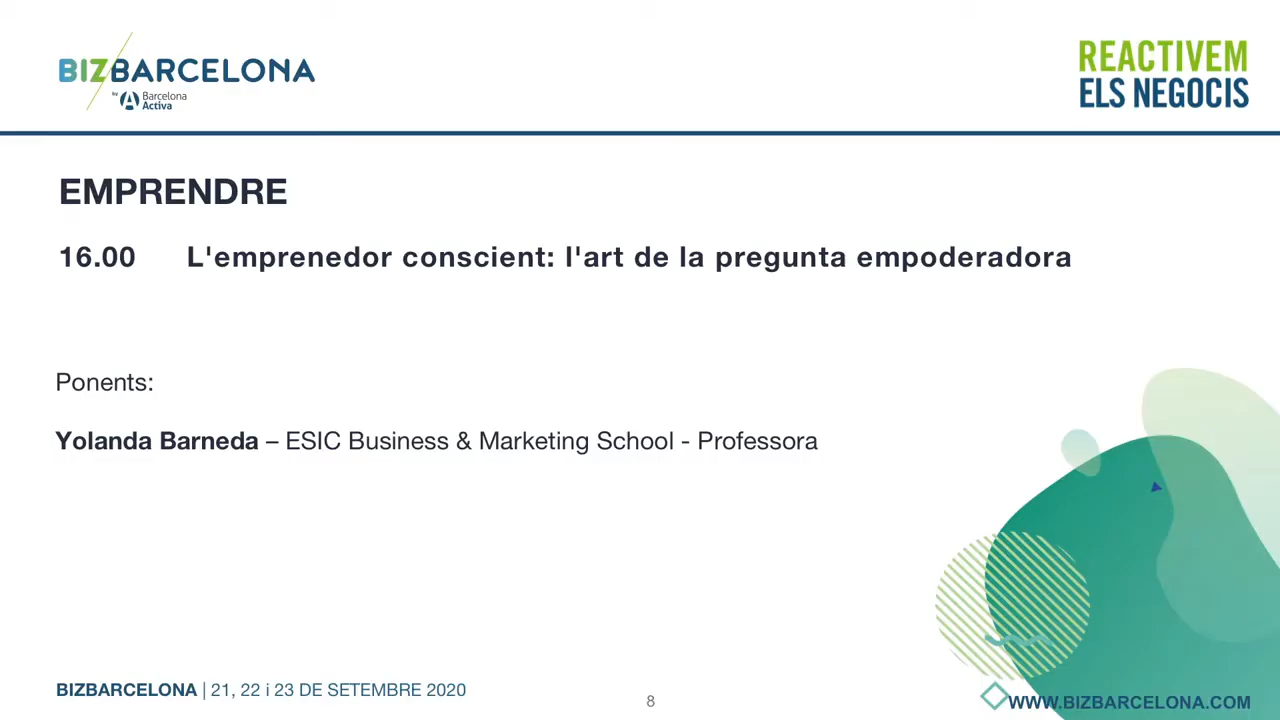 BIZBARCELONA
by Barcelona
Activa
REACTIVEM
ELS NEGOCIS
EMPRENDRE
16.00 L'emprenedor conscient: l'art de la pregunta empoderadora
Ponents:
Yolanda Barneda – ESIC Business & Marketing School - Professora
BIZBARCELONA | 21, 22 i 23 DE SETEMBRE 2020
8
WWW.BIZBARCELONA.COM